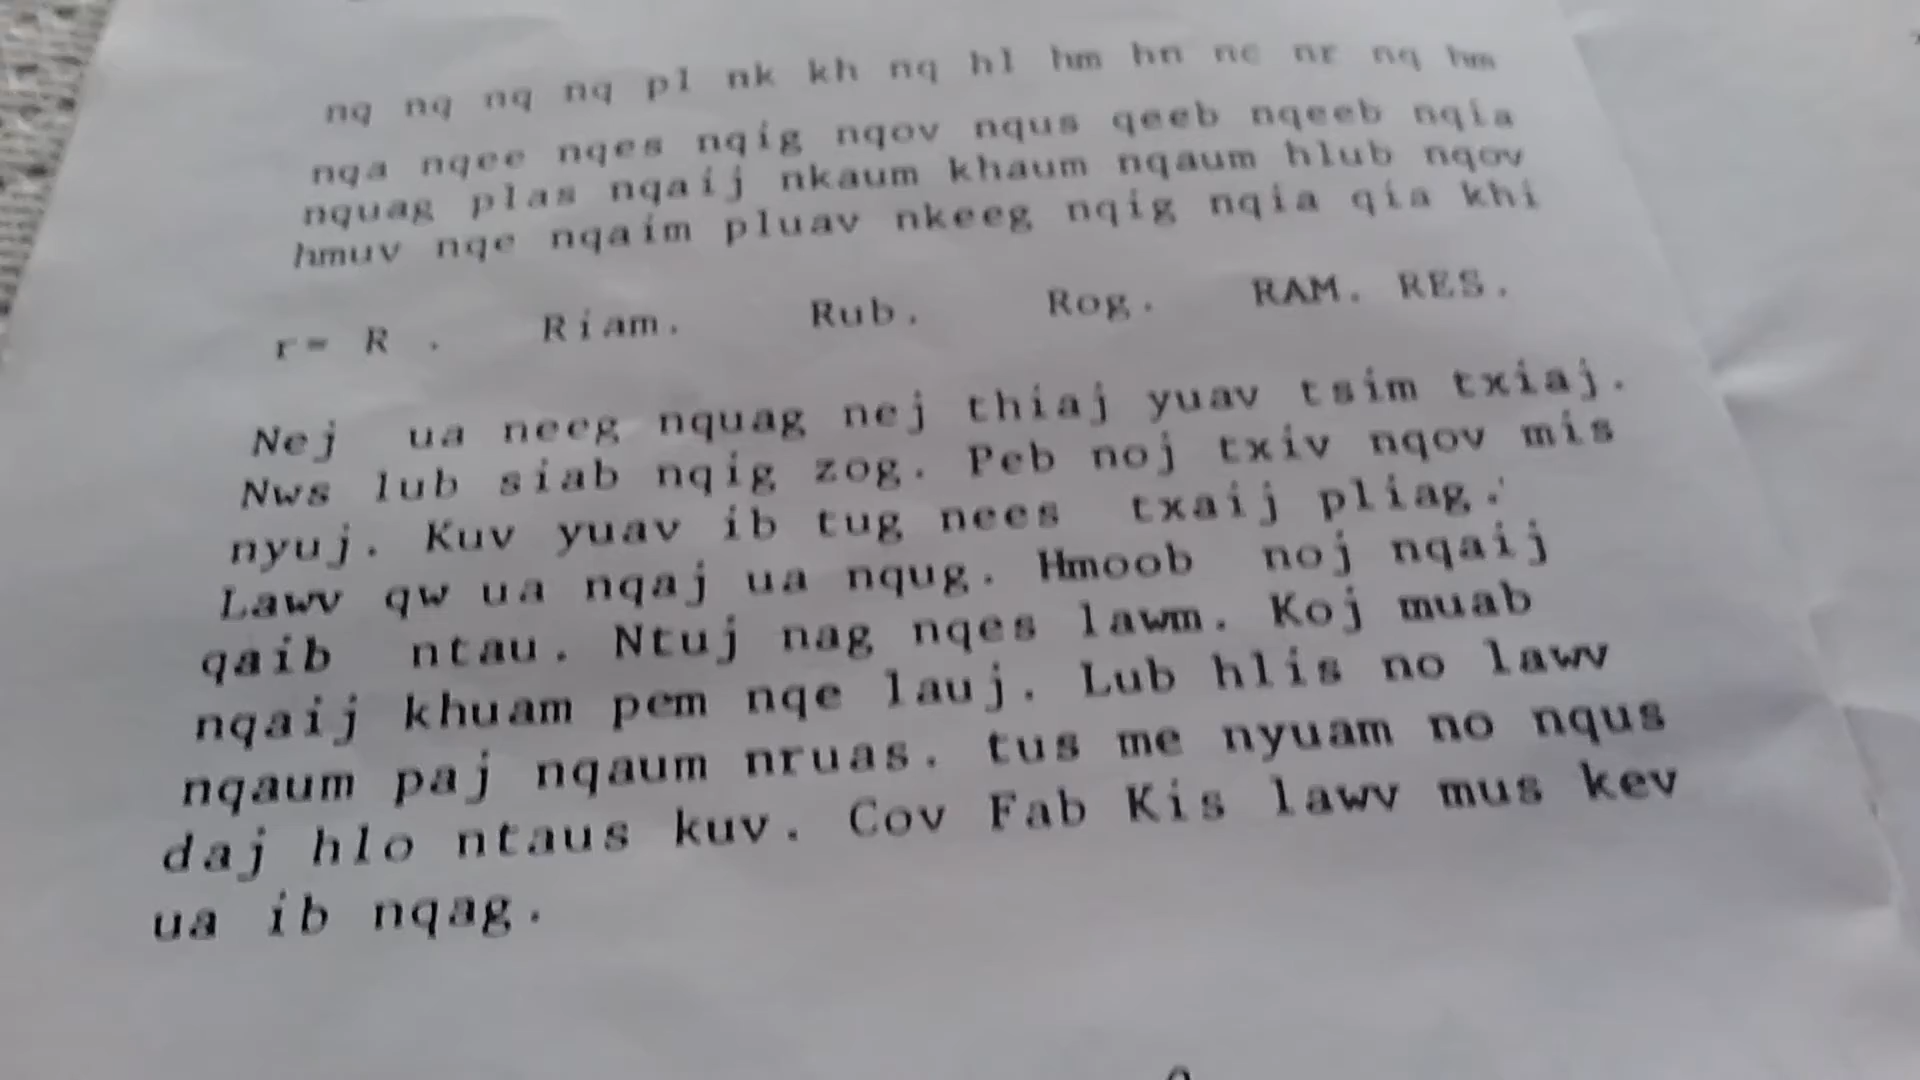 nq nq nq nq pl nk kh nq hl hm hn nc nr nq hm
nqa nqee nqes nqig nqov nqus qeeb nqeeb nqia
nquag plas nqaij nkaum khaum nqaum hlub nqov
hmuv nqe nqaim pluav nkeeg nqig nqia qia khi
r= R . Riam. Rub. Rog. RAM. RES.
Nej ua neeg nquag nej thiaj yuav tsim txiaj.
Nws lub siab nqig zog. Peb noj txiv nqov mis
nyuj. Kuv yuav ib tug nees txaij pliag.
Lawv qw ua nqaj ua nqug. Hmoob noj nqaij
qaib ntau. Ntuj nag nqes lawm. Koj muab
nqaij khuam pem nqe lauj. Lub hlis no lawv
nqaum paj nqaum nruas. tus me nyuam no nqus
daj hlo ntaus kuv. Cov Fab Kis lawv mus kev
ua ib nqag.